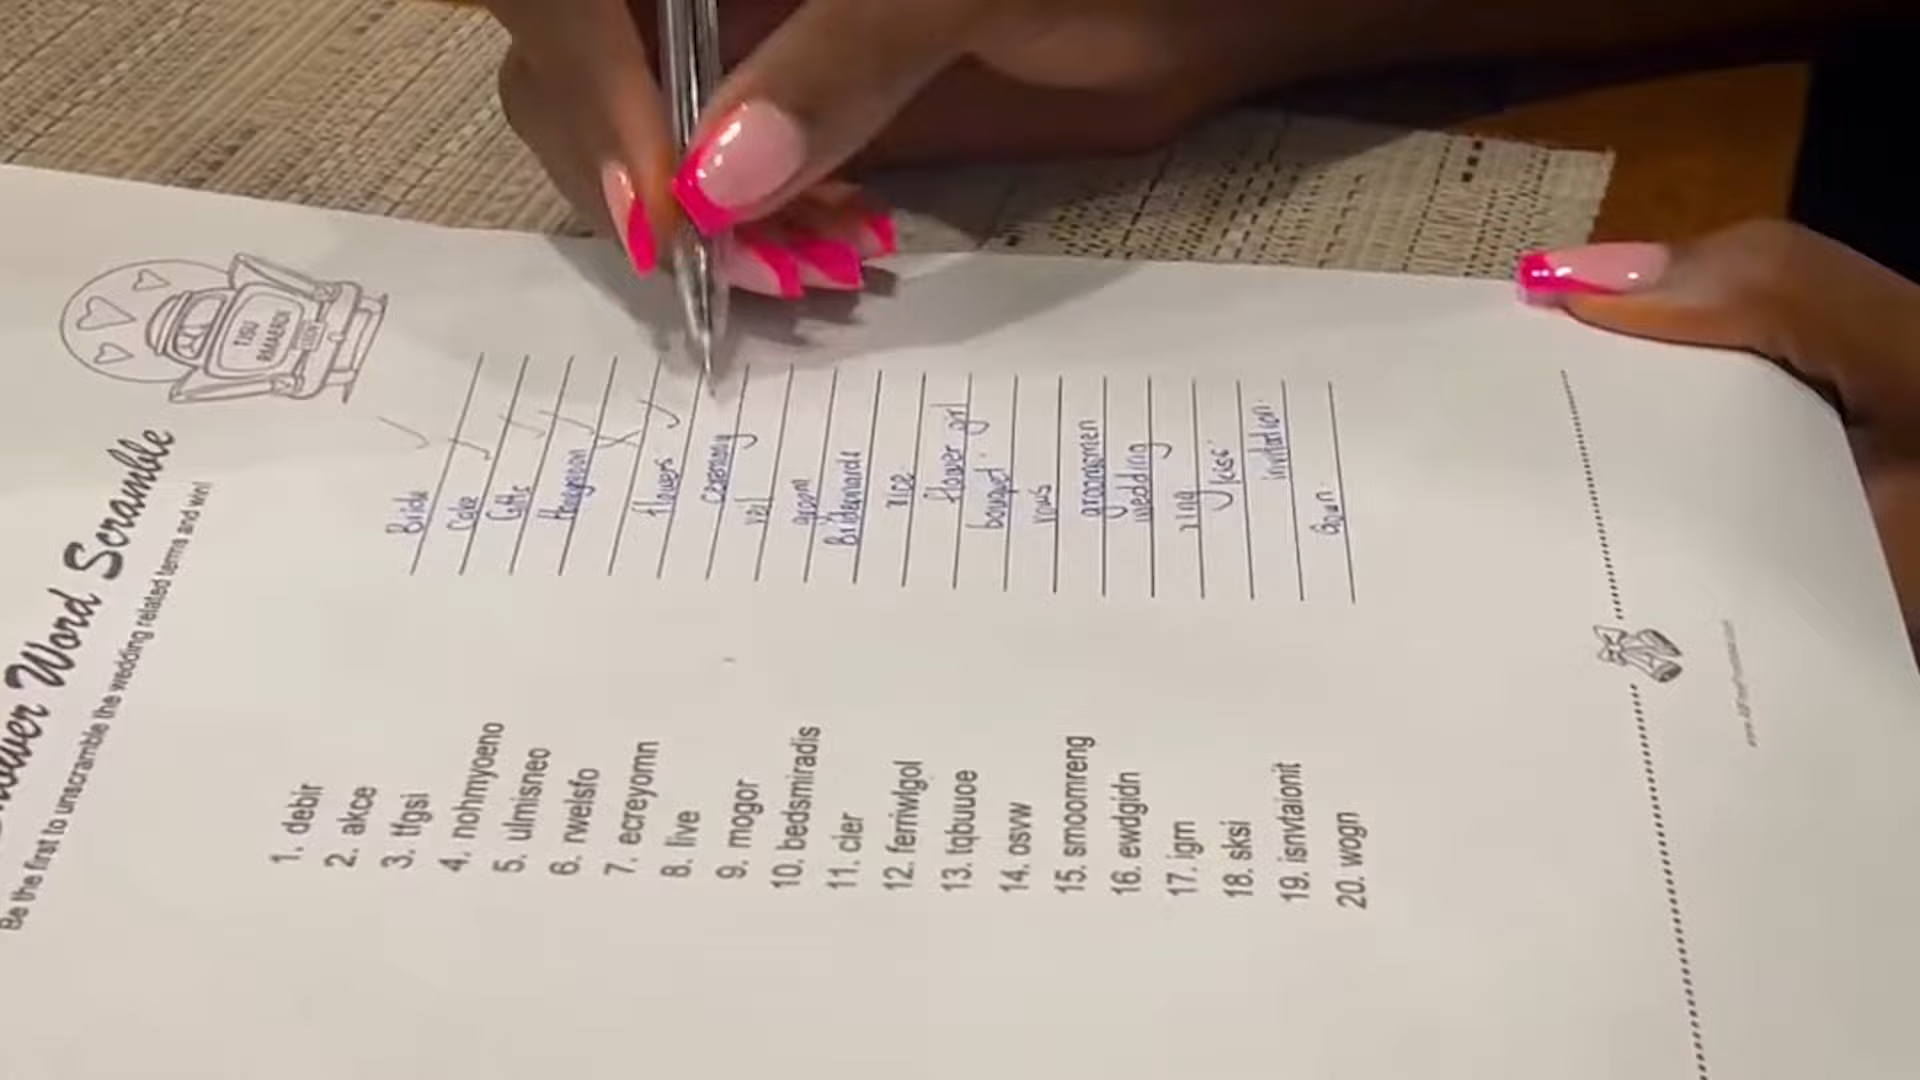 Shower Word Scramble
Be the first to unscramble the wedding related terms and win!
TJSU
RMAERDI
1. debir Bride
2. akce Cake
3. tfgsi Gifts
4. nohmyoeno Honeymoon
5. ulmisneo
6. rwelsfo flowers
7. ecreyomn ceremony
8. live veil
9. mogor groom
10. bedsmiradis Bridesmaids
11. cier rice
12. ferriwlgol flower girl
13. tqbuuoe bouquet
14. osvw vows
15. smoomreng groomsmen
16. ewdgidn wedding
17. igrn ring
18. sksi kiss
19. isnvtaionit invitation
20. wogn Gown